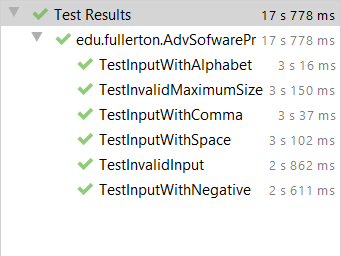 Test Results 17 s 778 ms
edu.fullerton.AdvSofwarePr 17 s 778 ms
TestInputWithAlphabet 3 s 16 ms
TestInvalidMaximumSize 3 s 150 ms
TestInputWithComma 3 s 37 ms
TestInputWithSpace 3 s 102 ms
TestInvalidInput 2 s 862 ms
TestInputWithNegative 2 s 611 ms